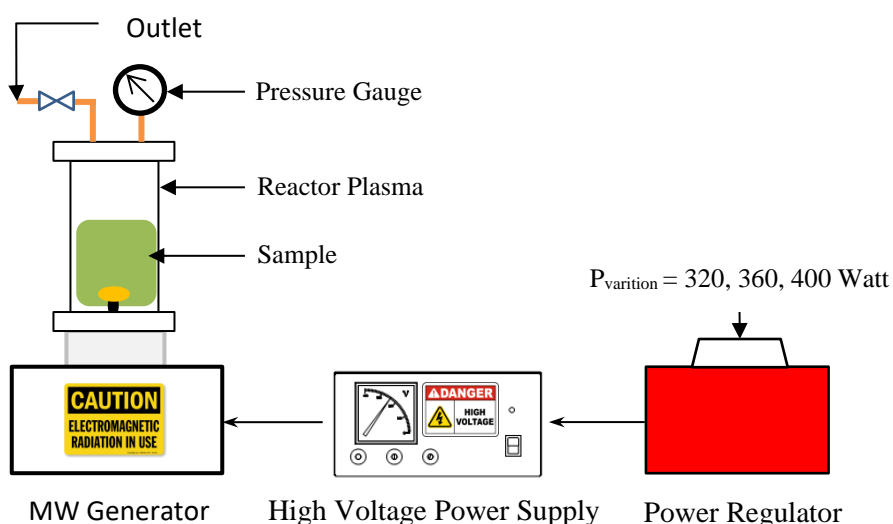 Outlet
Pressure Gauge
Reactor Plasma
Sample
Pvarition = 320, 360, 400 Watt
CAUTION
ELECTROMAGNETIC
RADIATION IN USE
V
DANGER
HIGH
VOLTAGE
MW Generator
High Voltage Power Supply
Power Regulator